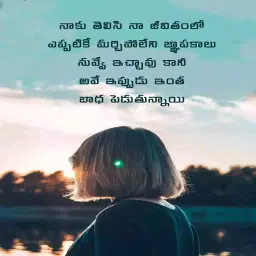 నాకు తెలిసి నా జీవితంలో
ఎప్పటికీ మర్చిపోలేని జ్ఞాపకాలు
నువ్వే ఇచ్చావు కానీ
అవే ఇప్పుడు ఇంత
బాధ పెడుతున్నాయి